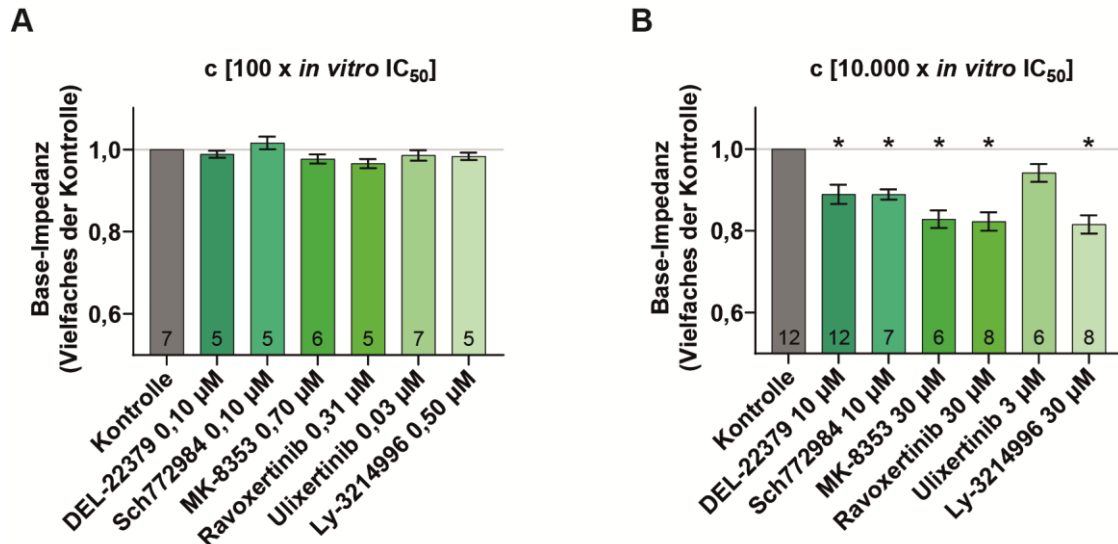 A
c [100 x in vitro IC50]
Base-Impedanz
(Vielfaches der Kontrolle)
1,0
0,8
0,6
7
5
5
6
5
7
5
Kontrolle
DEL-22379 0,10 µM
Sch772984 0,10 µM
MK-8353 0,70 µM
Ravoxertinib 0,31 µM
Ulixertinib 0,03 µM
Ly-3214996 0,50 µM
B
c [10.000 x in vitro IC50]
Base-Impedanz
(Vielfaches der Kontrolle)
1,0
0,8
0,6
* * * * *
12
12
7
6
8
6
8
Kontrolle
DEL-22379 10 µM
Sch772984 10 µM
MK-8353 30 µM
Ravoxertinib 30 µM
Ulixertinib 3 µM
Ly-3214996 30 µM